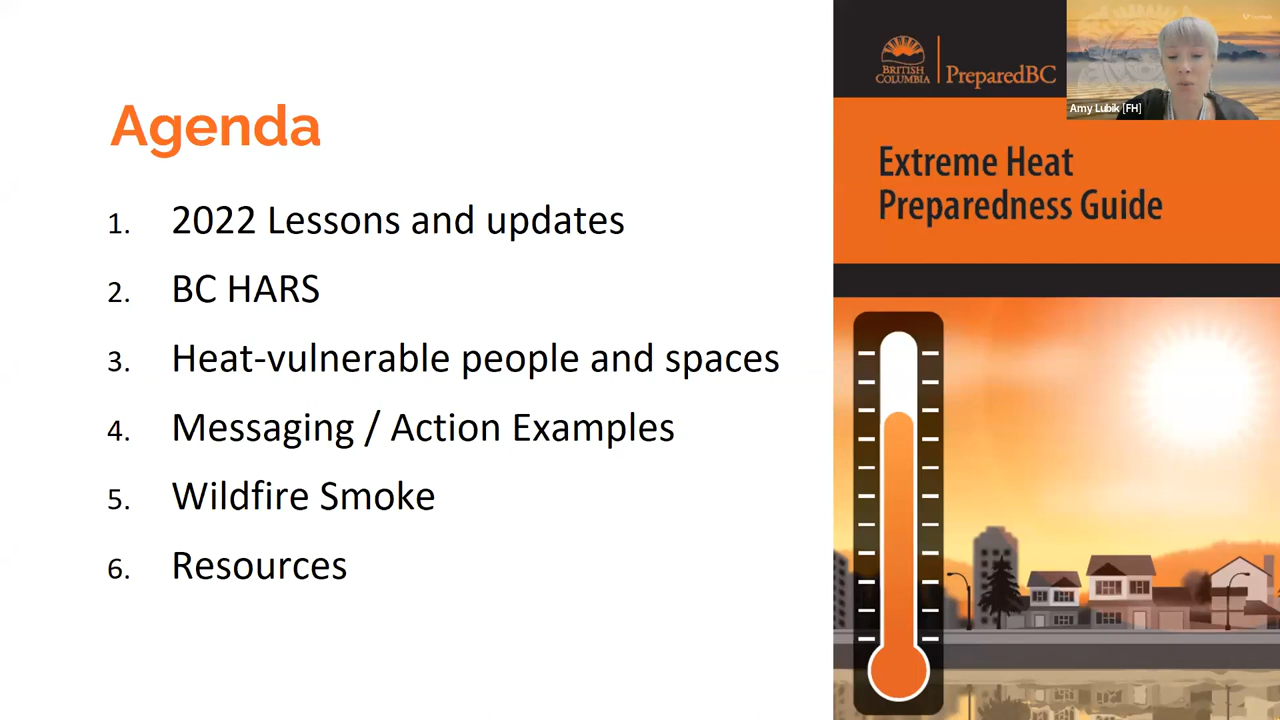 Agenda
1. 2022 Lessons and updates
2. BC HARS
3. Heat-vulnerable people and spaces
4. Messaging / Action Examples
5. Wildfire Smoke
6. Resources
BRITISH
COLUMBIA
PreparedBC
Amy Lubik [FH]
Extreme Heat
Preparedness Guide